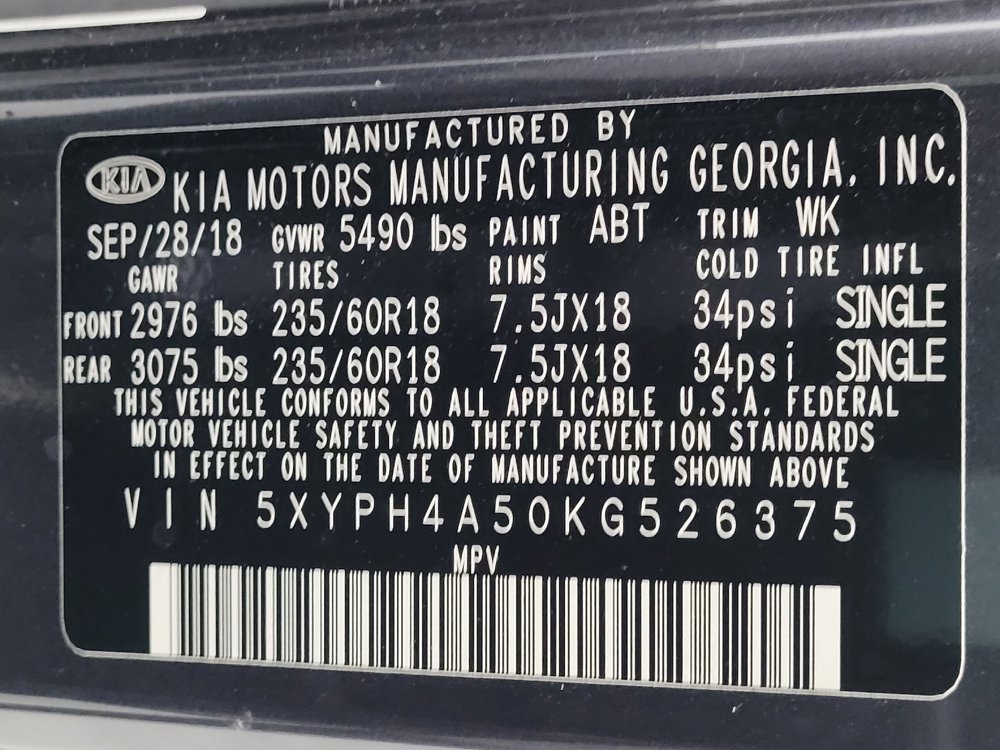 MANUFACTURED BY
KIA KIA MOTORS MANUFACTURING GEORGIA, INC.
SEP/28/18 GVWR 5490 lbs PAINT ABT TRIM WK
GAWR TIRES RIMS COLD TIRE INFL
FRONT 2976 lbs 235/60R18 7.5JX18 34psi SINGLE
REAR 3075 lbs 235/60R18 7.5JX18 34psi SINGLE
THIS VEHICLE CONFORMS TO ALL APPLICABLE U.S.A. FEDERAL
MOTOR VEHICLE SAFETY AND THEFT PREVENTION STANDARDS
IN EFFECT ON THE DATE OF MANUFACTURE SHOWN ABOVE
VIN 5XYPH4A50KG526375
MPV